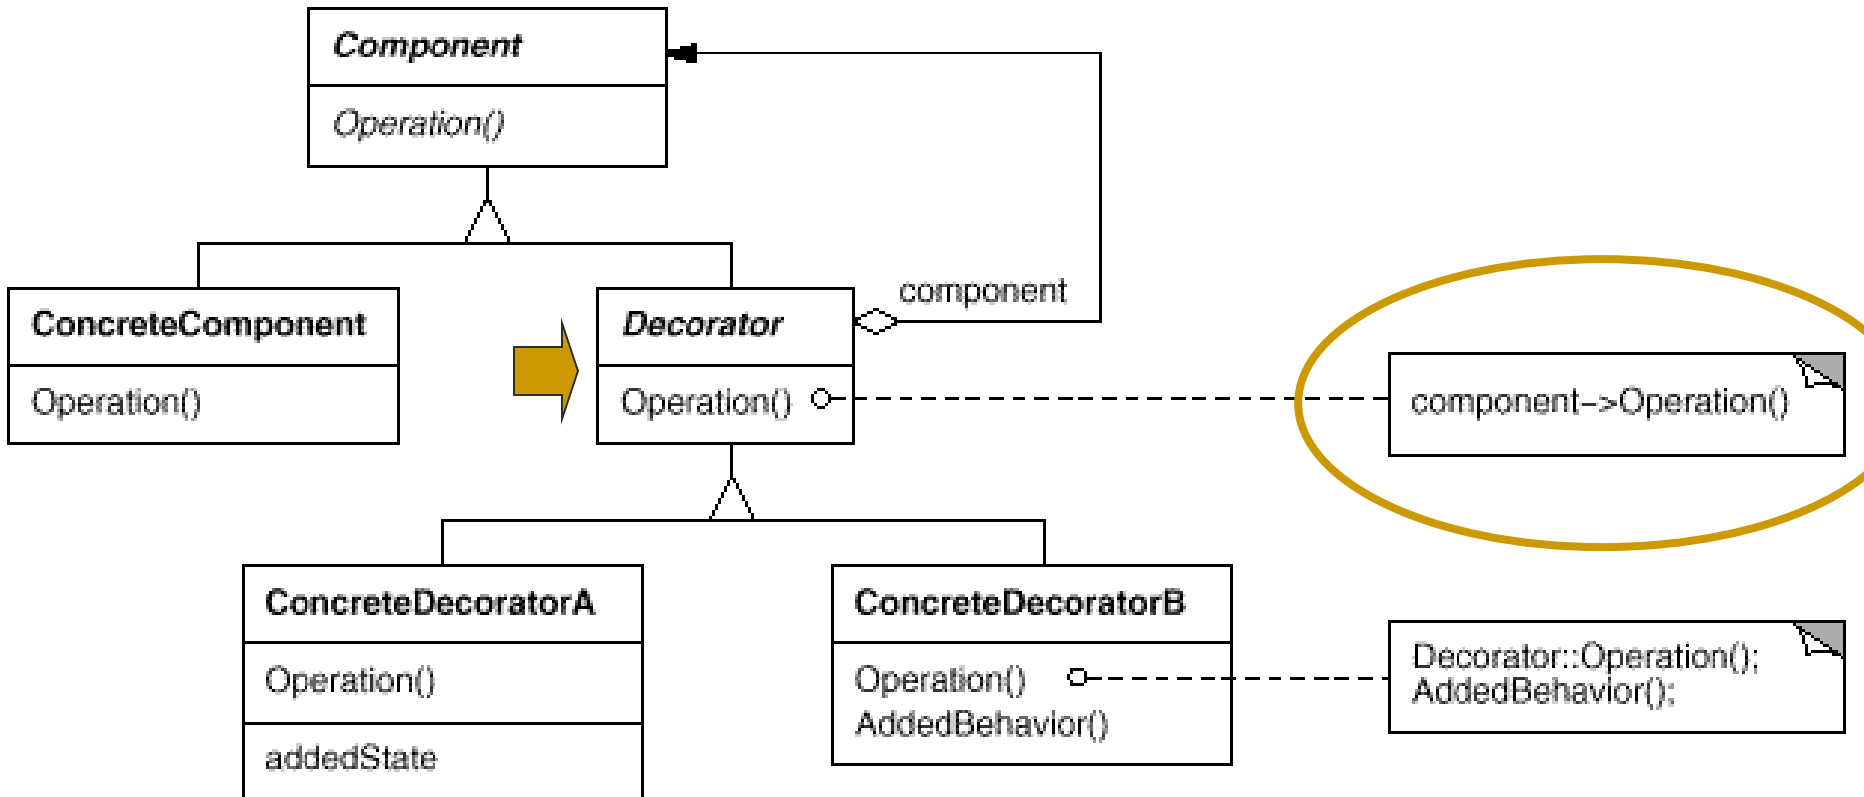 Component
Operation()
component
ConcreteComponent
Operation()
Decorator
Operation()
component–>Operation()
ConcreteDecoratorA
Operation()
addedState
ConcreteDecoratorB
Operation()
AddedBehavior()
Decorator::Operation();
AddedBehavior();